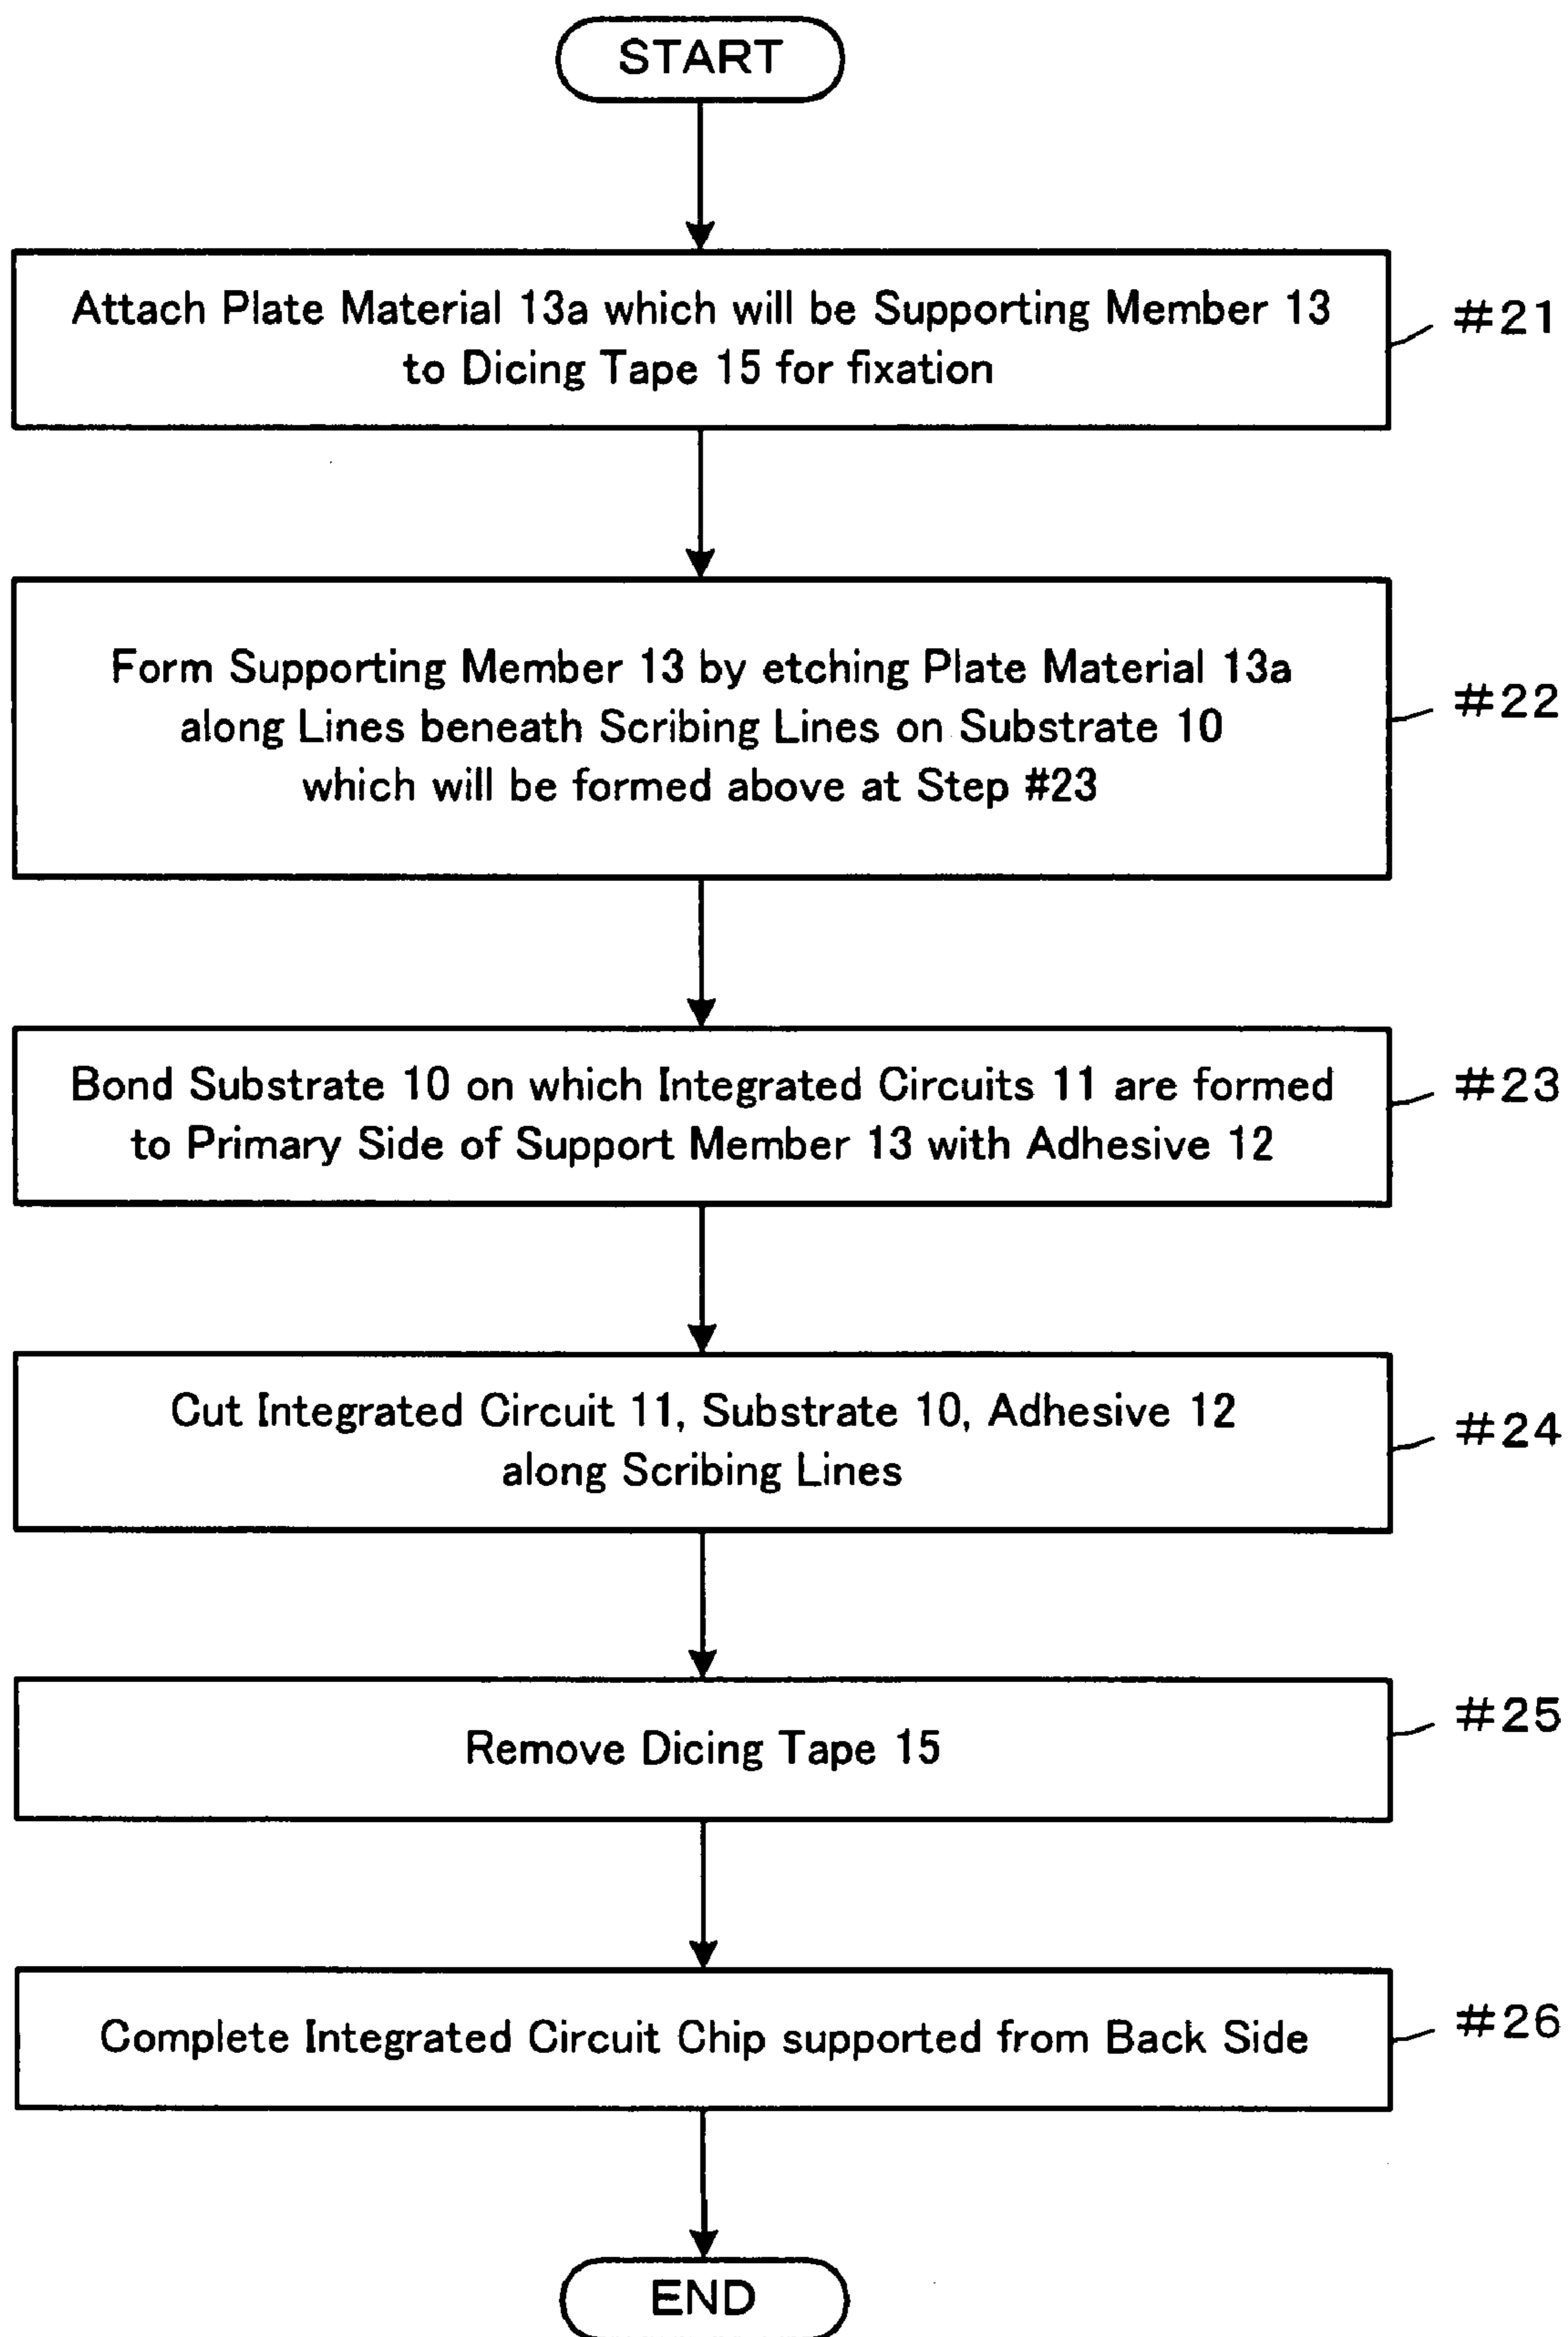 START
Attach Plate Material 13a which will be Supporting Member 13
to Dicing Tape 15 for fixation
#21
Form Supporting Member 13 by etching Plate Material 13a
along Lines beneath Scribing Lines on Substrate 10
which will be formed above at Step #23
#22
Bond Substrate 10 on which Integrated Circuits 11 are formed
to Primary Side of Support Member 13 with Adhesive 12
#23
Cut Integrated Circuit 11, Substrate 10, Adhesive 12
along Scribing Lines
#24
Remove Dicing Tape 15
#25
Complete Integrated Circuit Chip supported from Back Side
#26
END